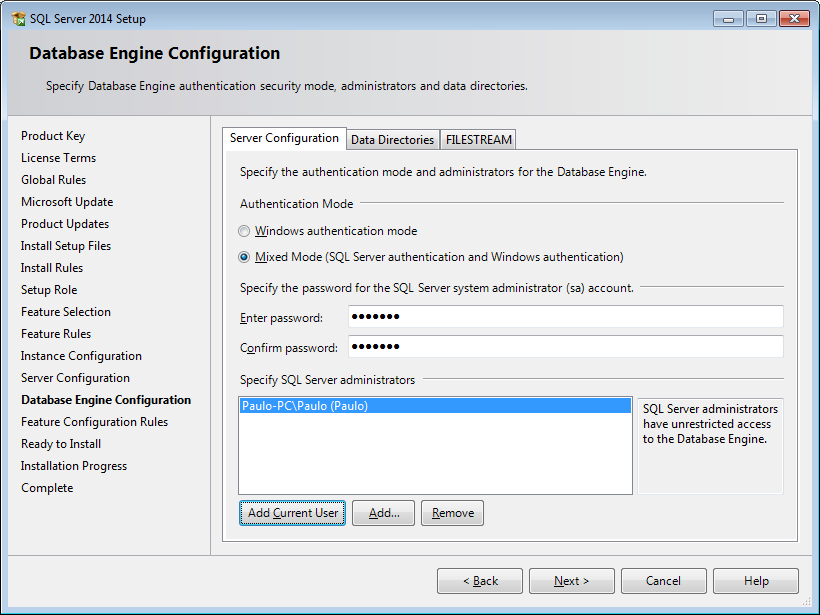 SQL Server 2014 Setup
Database Engine Configuration
Specify Database Engine authentication security mode, administrators and data directories.
Product Key
License Terms
Global Rules
Microsoft Update
Product Updates
Install Setup Files
Install Rules
Setup Role
Feature Selection
Feature Rules
Instance Configuration
Server Configuration
Database Engine Configuration
Feature Configuration Rules
Ready to Install
Installation Progress
Complete
Server Configuration Data Directories FILESTREAM
Specify the authentication mode and administrators for the Database Engine.
Authentication Mode
Windows authentication mode
Mixed Mode (SQL Server authentication and Windows authentication)
Specify the password for the SQL Server system administrator (sa) account.
Enter password: ●●●●●●●
Confirm password: ●●●●●●●
Specify SQL Server administrators
Paulo-PC\Paulo (Paulo)
SQL Server administrators
have unrestricted access
to the Database Engine.
Add Current User Add... Remove
< Back Next > Cancel Help